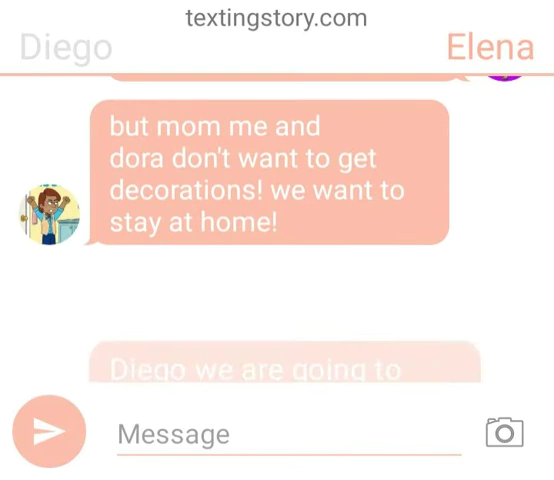 textingstory.com
Diego
Elena
but mom me and
dora don't want to get
decorations! we want to
stay at home!
Diego we are going to
Message